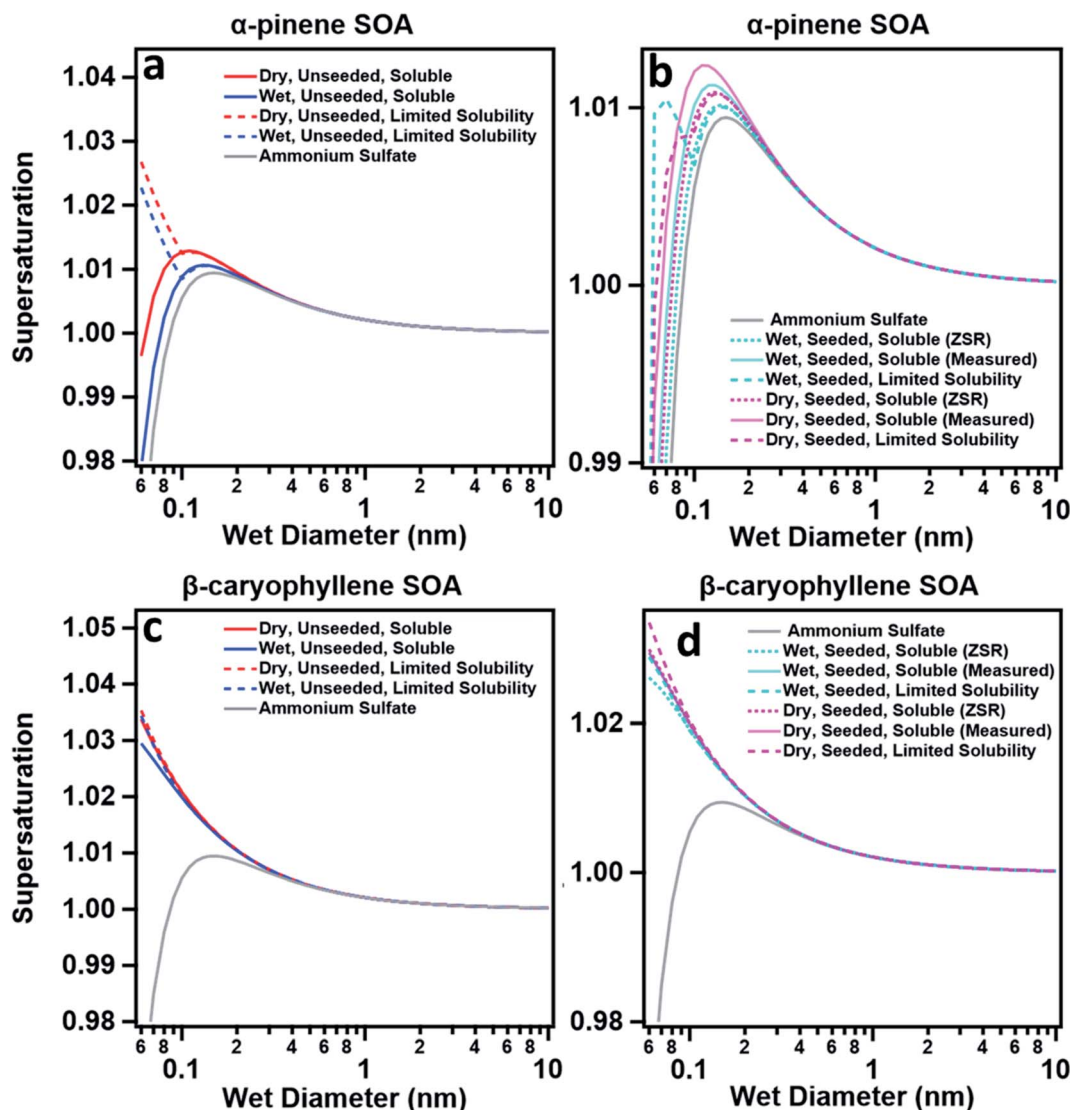 α-pinene SOA
a
Supersaturation
1.04
1.03
1.02
1.01
1.00
0.99
0.98
Dry, Unseeded, Soluble
Wet, Unseeded, Soluble
Dry, Unseeded, Limited Solubility
Wet, Unseeded, Limited Solubility
Ammonium Sulfate
6 8 2 4 6 8 2 4 6 8
0.1 1 10
Wet Diameter (nm)
α-pinene SOA
b
1.01
1.00
0.99
Ammonium Sulfate
Wet, Seeded, Soluble (ZSR)
Wet, Seeded, Soluble (Measured)
Wet, Seeded, Limited Solubility
Dry, Seeded, Soluble (ZSR)
Dry, Seeded, Soluble (Measured)
Dry, Seeded, Limited Solubility
6 8 2 4 6 8 2 4 6 8
0.1 1 10
Wet Diameter (nm)
β-caryophyllene SOA
c
Supersaturation
1.05
1.04
1.03
1.02
1.01
1.00
0.99
0.98
Dry, Unseeded, Soluble
Wet, Unseeded, Soluble
Dry, Unseeded, Limited Solubility
Wet, Unseeded, Limited Solubility
Ammonium Sulfate
6 8 2 4 6 8 2 4 6 8
0.1 1 10
Wet Diameter (nm)
β-caryophyllene SOA
d
1.02
1.00
0.98
Ammonium Sulfate
Wet, Seeded, Soluble (ZSR)
Wet, Seeded, Soluble (Measured)
Wet, Seeded, Limited Solubility
Dry, Seeded, Soluble (ZSR)
Dry, Seeded, Soluble (Measured)
Dry, Seeded, Limited Solubility
6 8 2 4 6 8 2 4 6 8
0.1 1 10
Wet Diameter (nm)